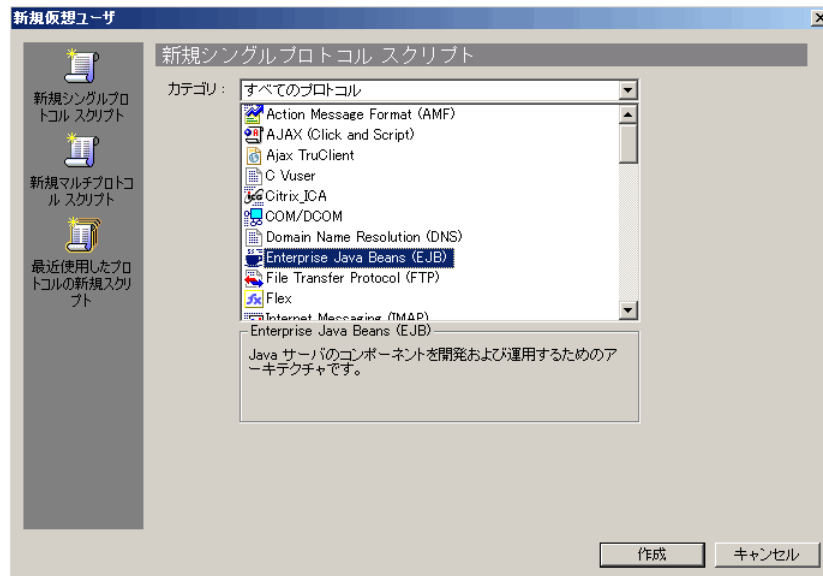 新規仮想ユーザ
新規シングルプロ
トコル スクリプト
新規マルチプロトコ
ル スクリプト
最近使用したプロ
トコルの新規スクリ
プト
新規シングルプロトコル スクリプト
カテゴリ :
すべてのプロトコル
Action Message Format (AMF)
AJAX (Click and Script)
Ajax TruClient
C Vuser
Citrix_ICA
COM/DCOM
Domain Name Resolution (DNS)
Enterprise Java Beans (EJB)
File Transfer Protocol (FTP)
Flex
Internet Messaging (IMAP)
Enterprise Java Beans (EJB)
Java サーバのコンポーネントを開発および運用するためのア
ーキテクチャです。
作成
キャンセル